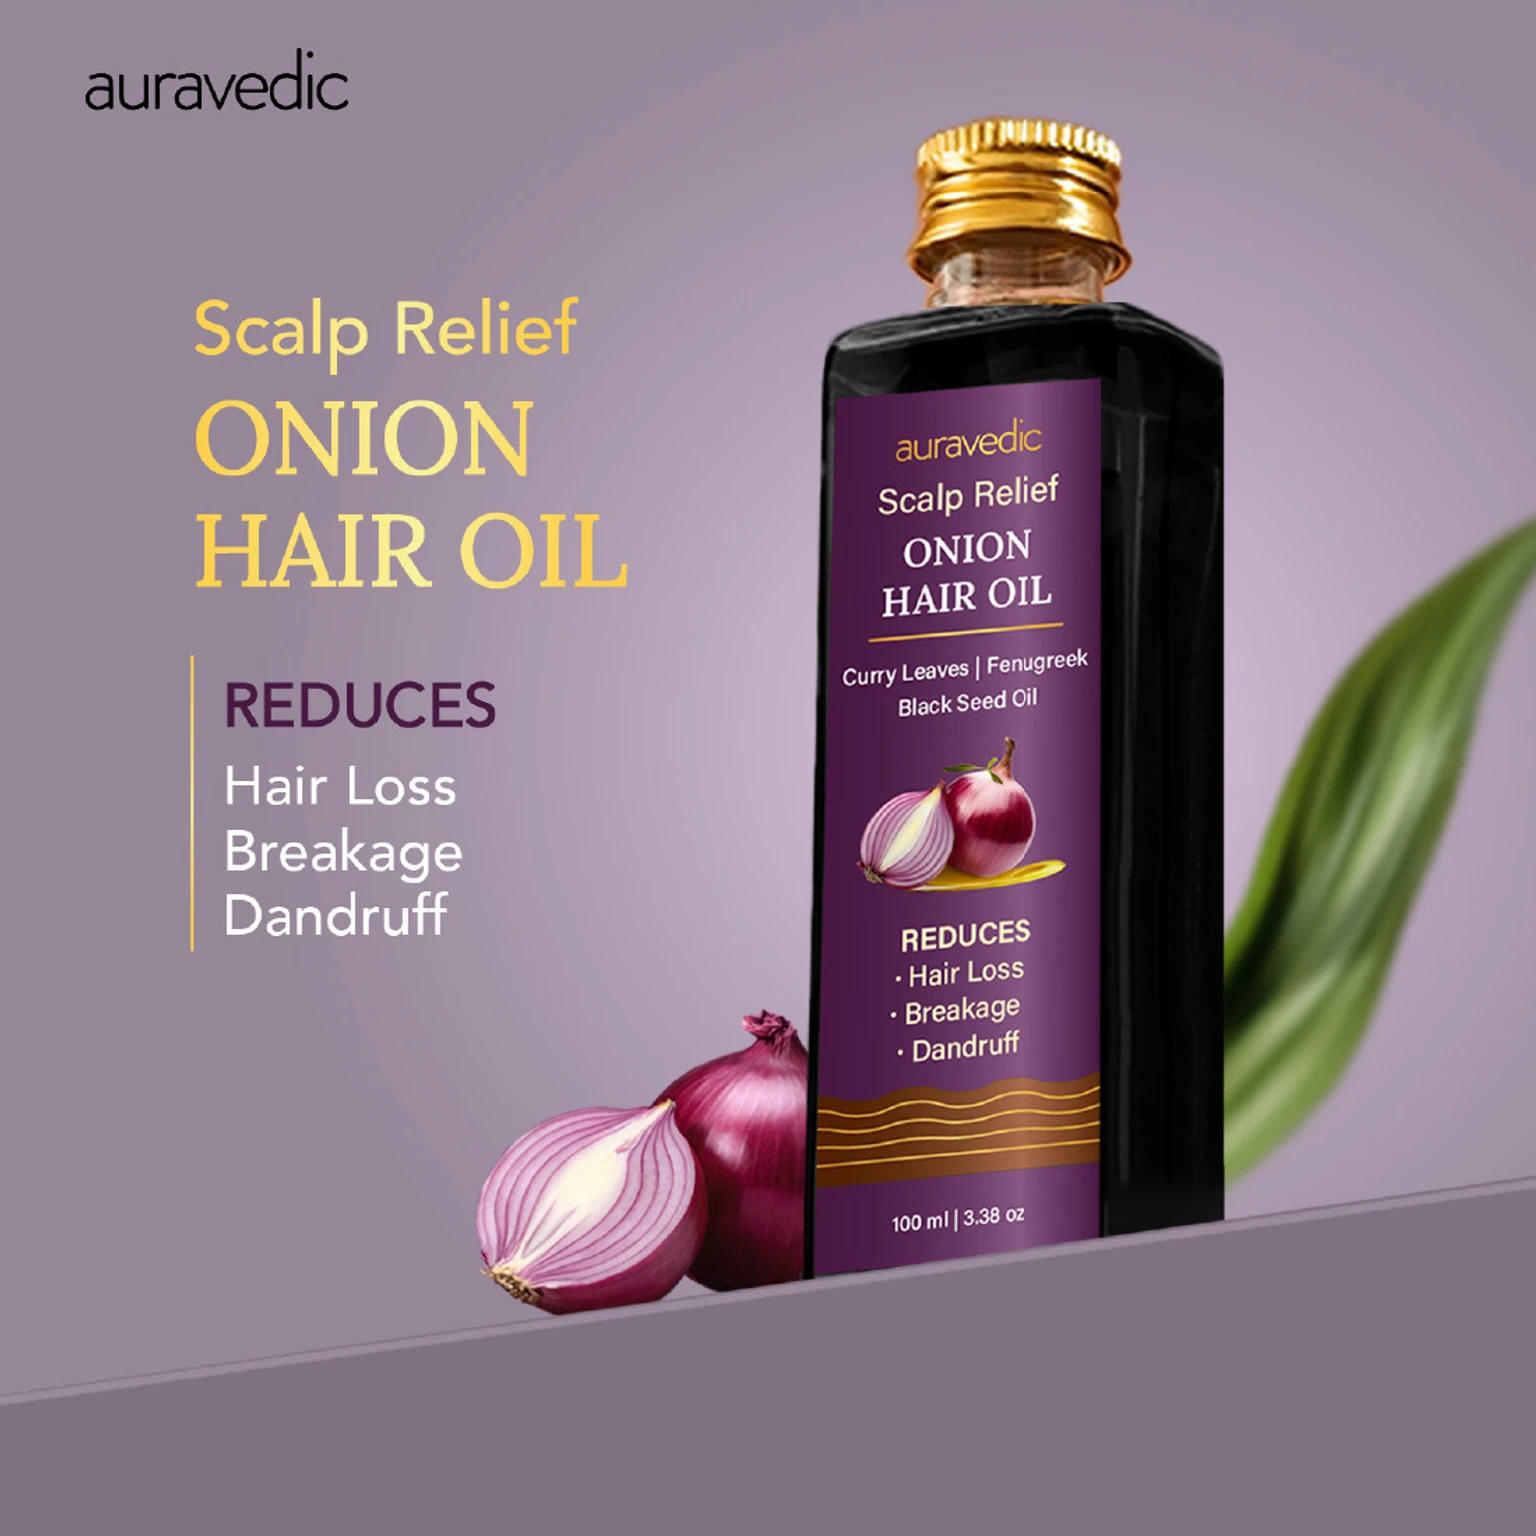 auravedic
Scalp Relief
ONION
HAIR OIL
REDUCES
Hair Loss
Breakage
Dandruff
auravedic
Scalp Relief
ONION
HAIR OIL
Curry Leaves | Fenugreek
Black Seed Oil
REDUCES
· Hair Loss
· Breakage
· Dandruff
100 ml | 3.38 oz